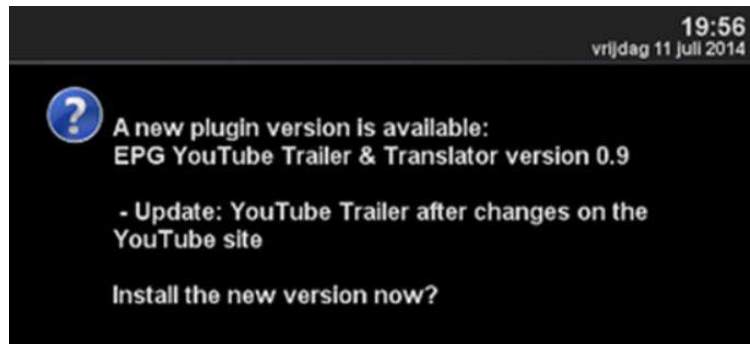 19:56
vrijdag 11 juli 2014
A new plugin version is available:
EPG YouTube Trailer & Translator version 0.9
- Update: YouTube Trailer after changes on the
YouTube site
Install the new version now?